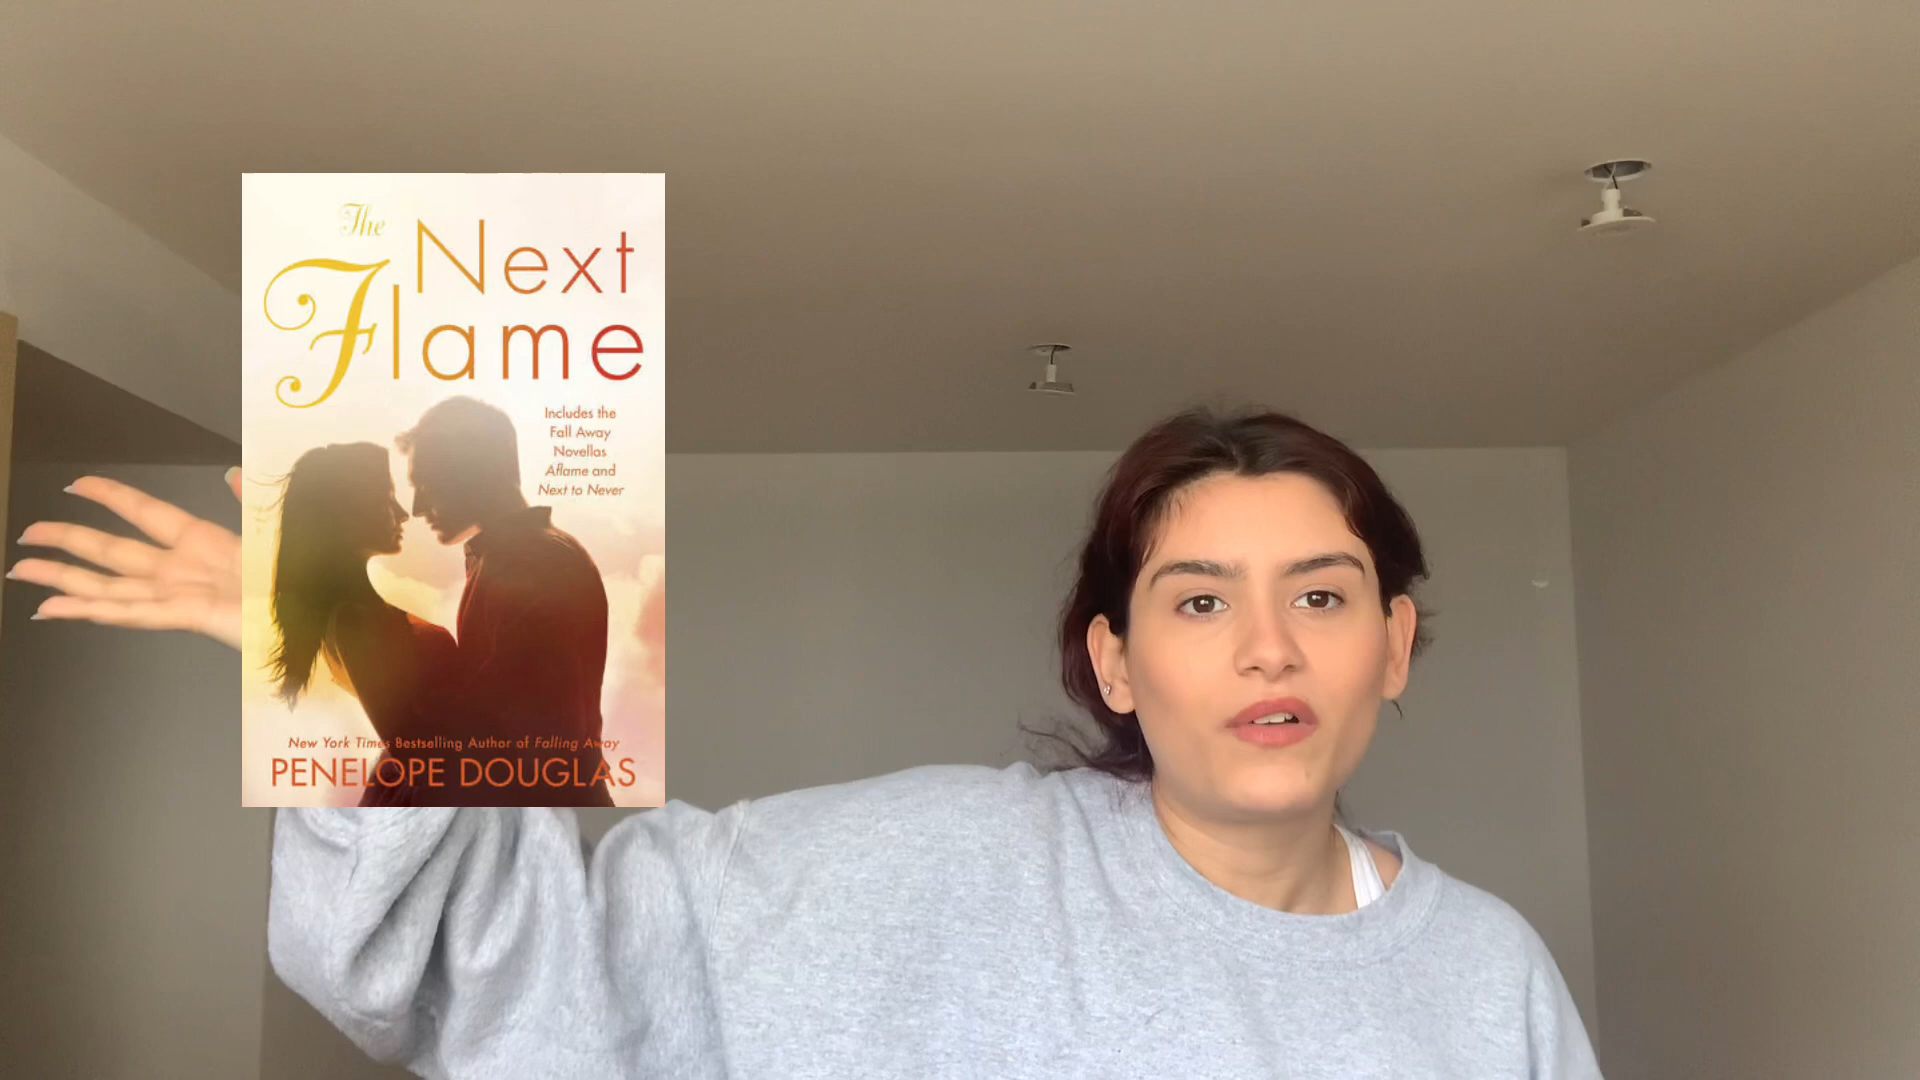 The
Next
Flame
Includes the
Fall Away
Novellas
Aflame and
Next to Never
New York Times Bestselling Author of Falling Away
PENELOPE DOUGLAS